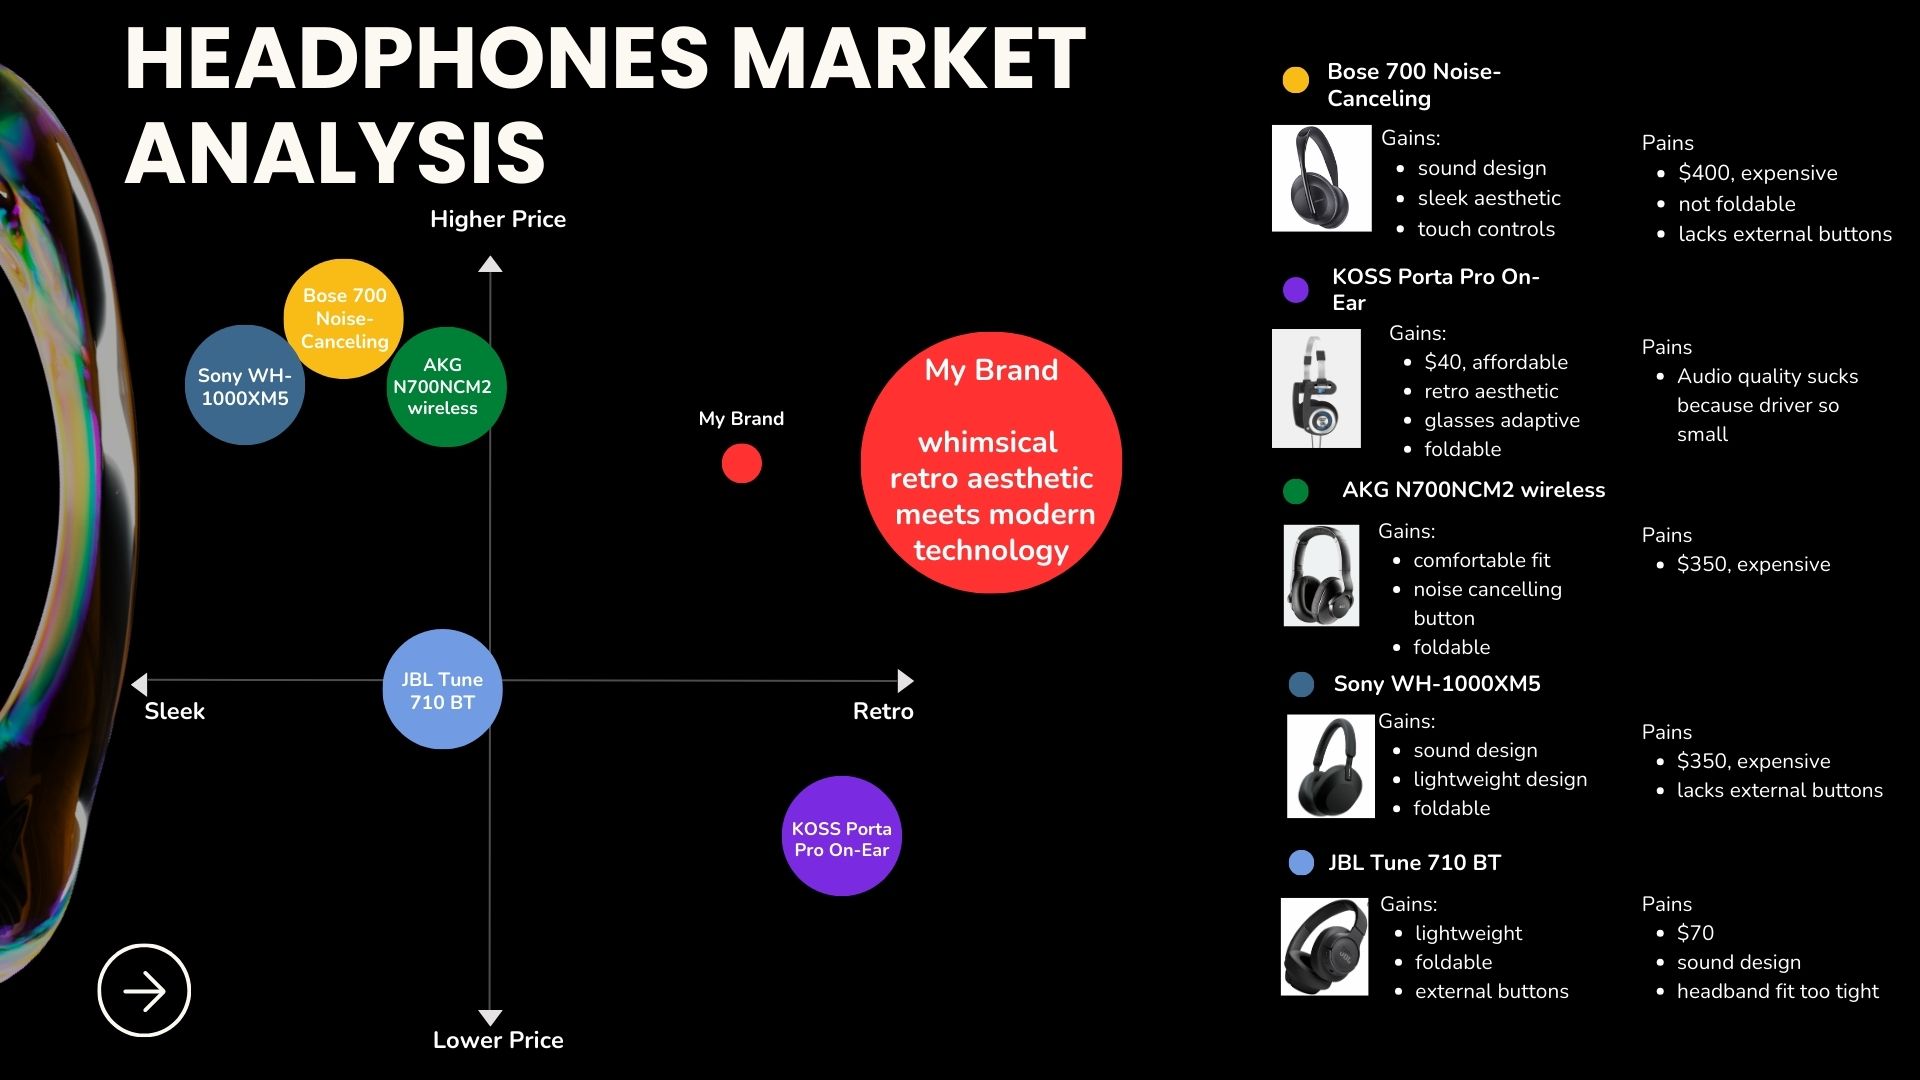 HEADPHONES MARKET
ANALYSIS
Higher Price
Bose 700
Noise-
Canceling
Sony WH-
1000XM5
AKG
N700NCM2
wireless
My Brand
My Brand
whimsical
retro aesthetic
meets modern
technology
JBL Tune
710 BT
Sleek
Retro
KOSS Porta
Pro On-Ear
Lower Price
Bose 700 Noise-
Canceling
Gains:
• sound design
• sleek aesthetic
• touch controls
Pains
• $400, expensive
• not foldable
• lacks external buttons
KOSS Porta Pro On-
Ear
Gains:
• $40, affordable
• retro aesthetic
• glasses adaptive
• foldable
Pains
• Audio quality sucks
because driver so
small
AKG N700NCM2 wireless
Gains:
• comfortable fit
• noise cancelling
button
• foldable
Pains
• $350, expensive
Sony WH-1000XM5
Gains:
• sound design
• lightweight design
• foldable
Pains
• $350, expensive
• lacks external buttons
JBL Tune 710 BT
Gains:
• lightweight
• foldable
• external buttons
Pains
• $70
• sound design
• headband fit too tight